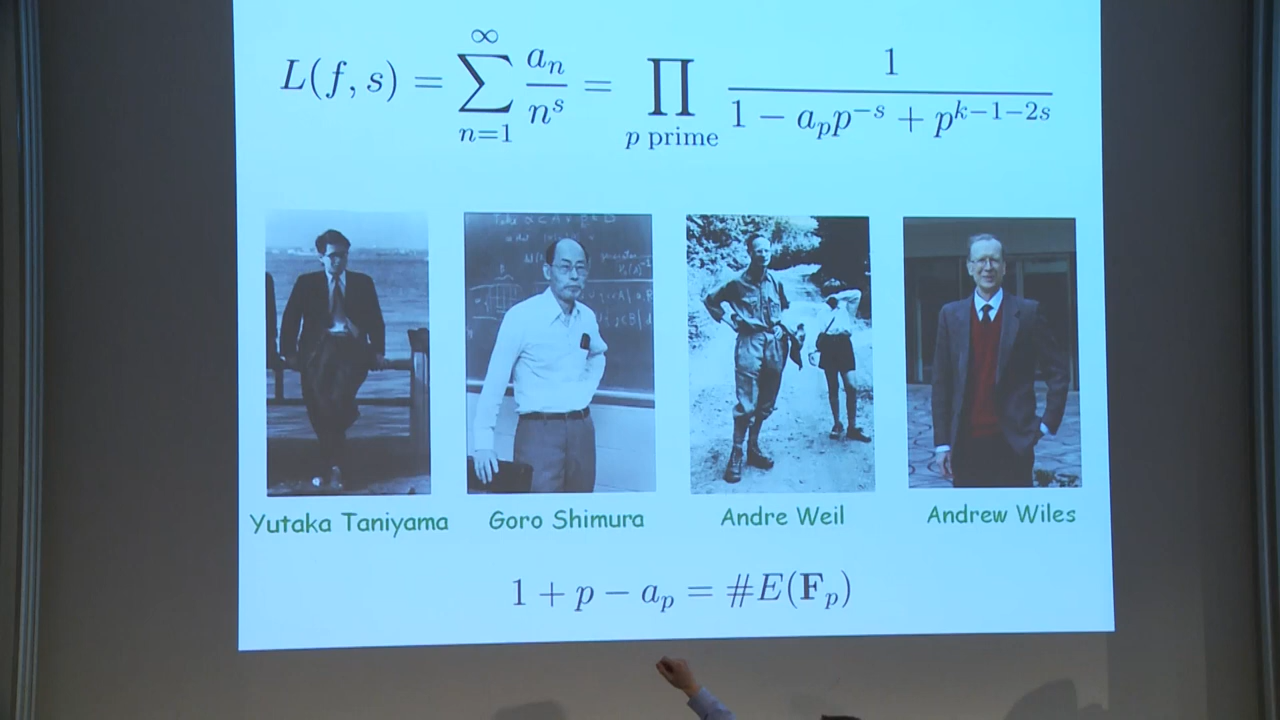 L(f, s) = ∑_{n=1}^{∞} a_n / n^s = ∏_{p prime} 1 / (1 − a_p p^{−s} + p^{k−1−2s})
Yutaka Taniyama Goro Shimura Andre Weil Andrew Wiles
1 + p − a_p = #E(𝐅_p)